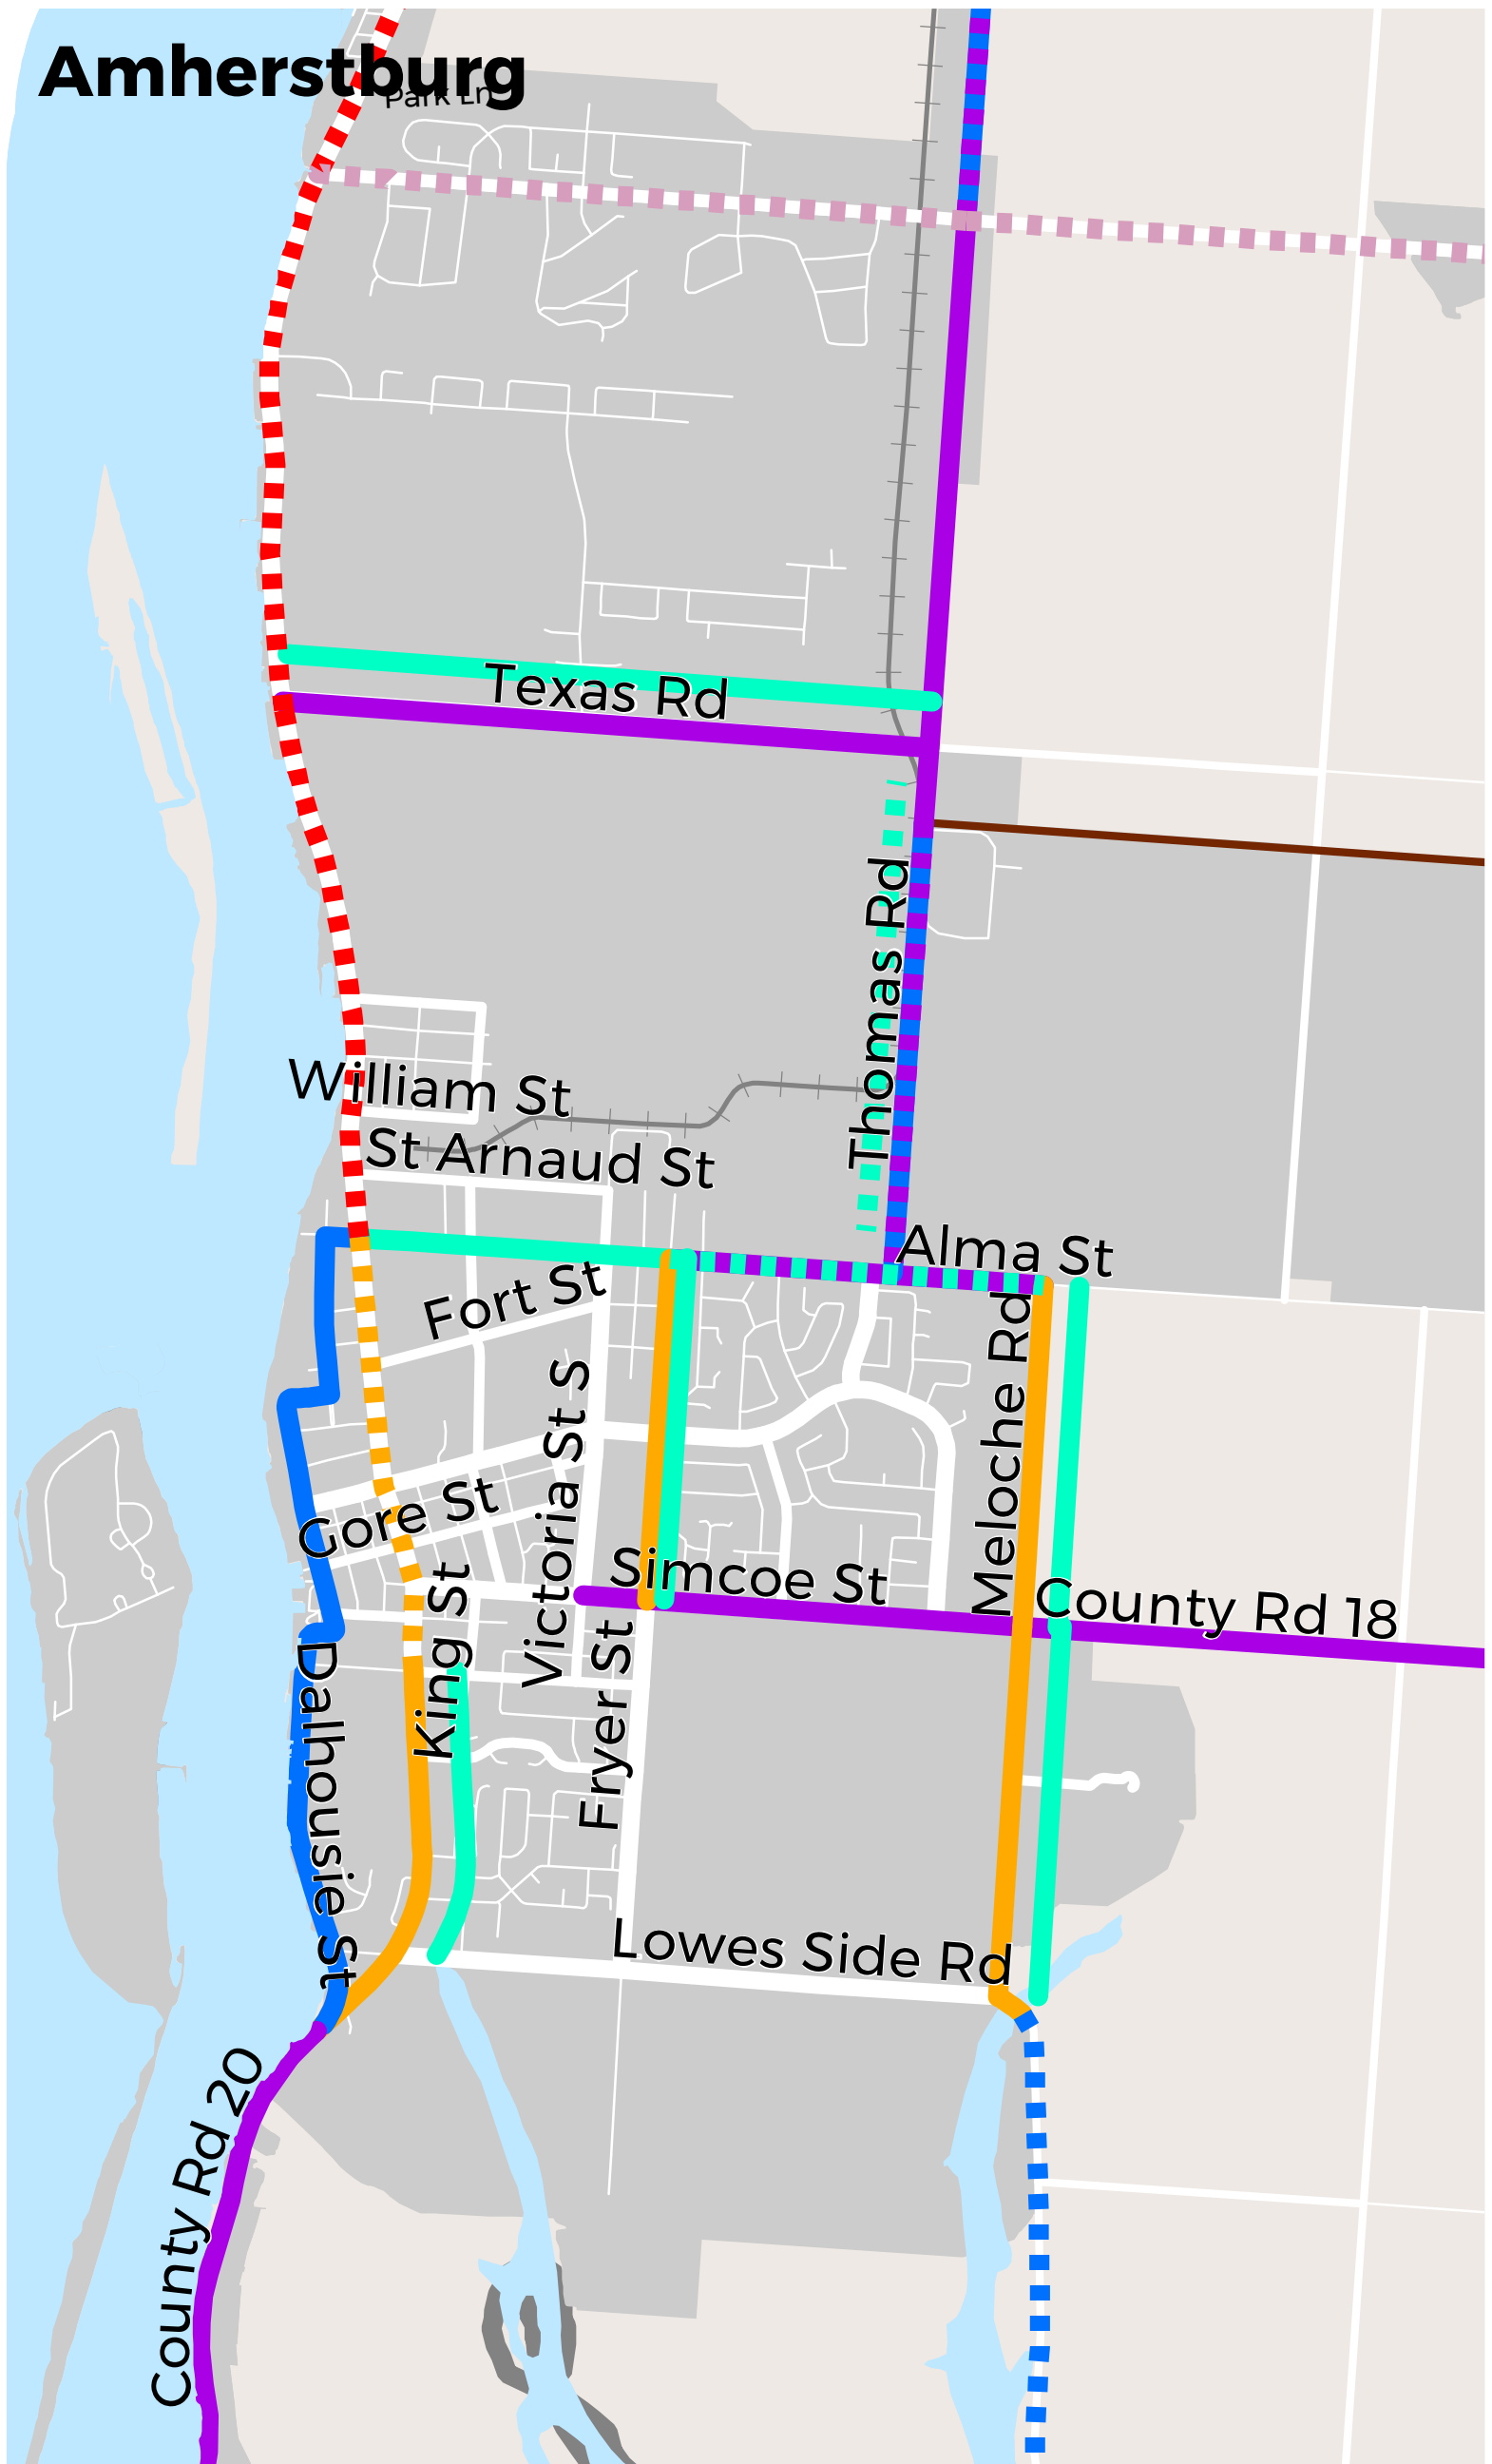 Amherstburg
Park Ln
Texas Rd
Thomas Rd
William St
St Arnaud St
Alma St
Fort St
Meloche Rd
Victoria St S
Gore St
Simcoe St
County Rd 18
King St
Fryer St
Dalhousie St
Lowes Side Rd
County Rd 20